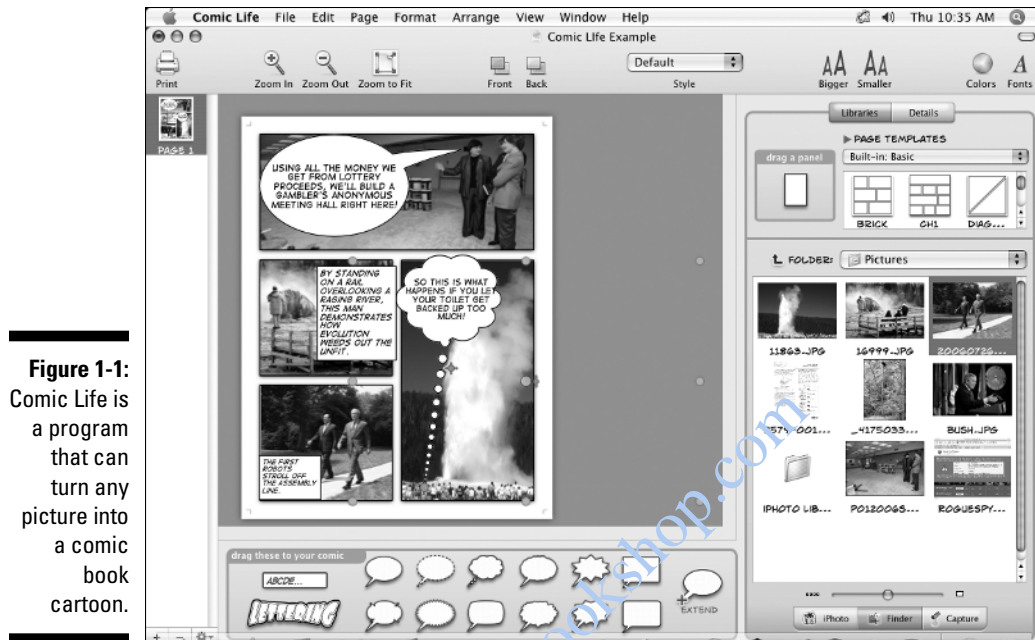 Comic Life File Edit Page Format Arrange View Window Help Thu 10:35 AM
Comic LIfe Example
Default
Print Zoom In Zoom Out Zoom to Fit Front Back Style Bigger Smaller Colors Fonts
PAGE 1
USING ALL THE MONEY WE
GET FROM LOTTERY
PROCEEDS, WE'LL BUILD A
GAMBLER'S ANONYMOUS
MEETING HALL RIGHT HERE!
BY STANDING
ON A RAIL
OVERLOOKING A
RAGING RIVER,
THIS MAN
DEMONSTRATES
HOW
EVOLUTION
WEEDS OUT THE
UNFIT.
SO THIS IS WHAT
HAPPENS IF YOU LET
YOUR TOILET GET
BACKED UP TOO
MUCH!
THE FIRST
ROBOTS
STROLL OFF
THE ASSEMBLY
LINE.
Libraries Details
PAGE TEMPLATES
drag a panel
Built-in: Basic
BRICK CH1 DIAG...
FOLDER: Pictures
11863.JPG 16999.JPG 20060726...
_4175033... BUSH.JPG
IPHOTO LIB... P0120065... ROGUESPY...
iPhoto Finder Capture
drag these to your comic
ABCDE...
LETTERING
EXTEND
Figure 1-1:
Comic Life is
a program
that can
turn any
picture into
a comic
book
cartoon.